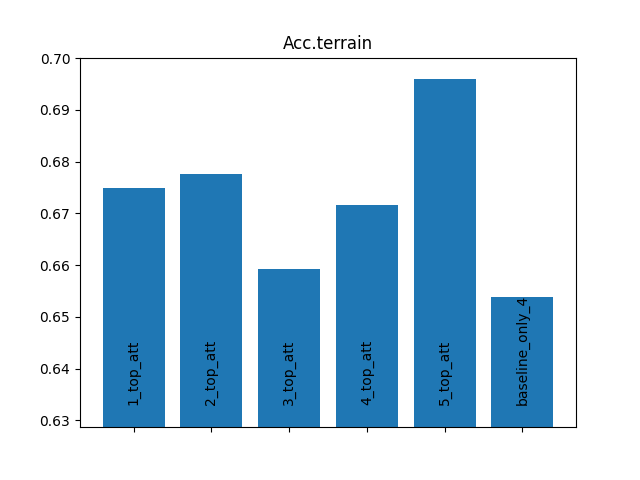 Acc.terrain
0.70
0.69
0.68
0.67
0.66
0.65
0.64
0.63
1_top_att
2_top_att
3_top_att
4_top_att
5_top_att
baseline_only_4